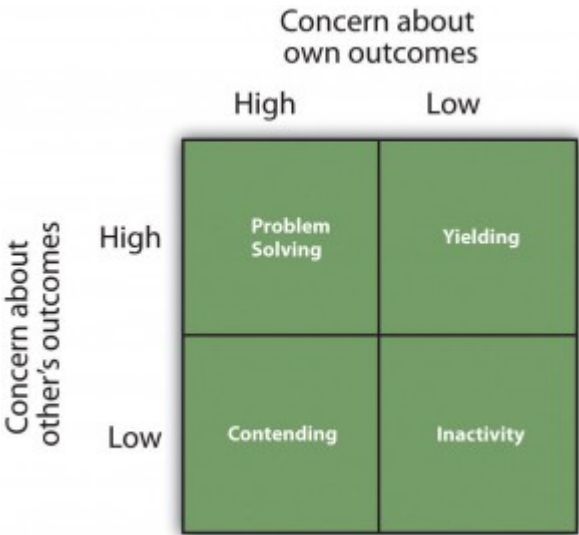 Concern about
own outcomes
High
Low
Concern about
other's outcomes
High
Problem
Solving
Yielding
Low
Contending
Inactivity